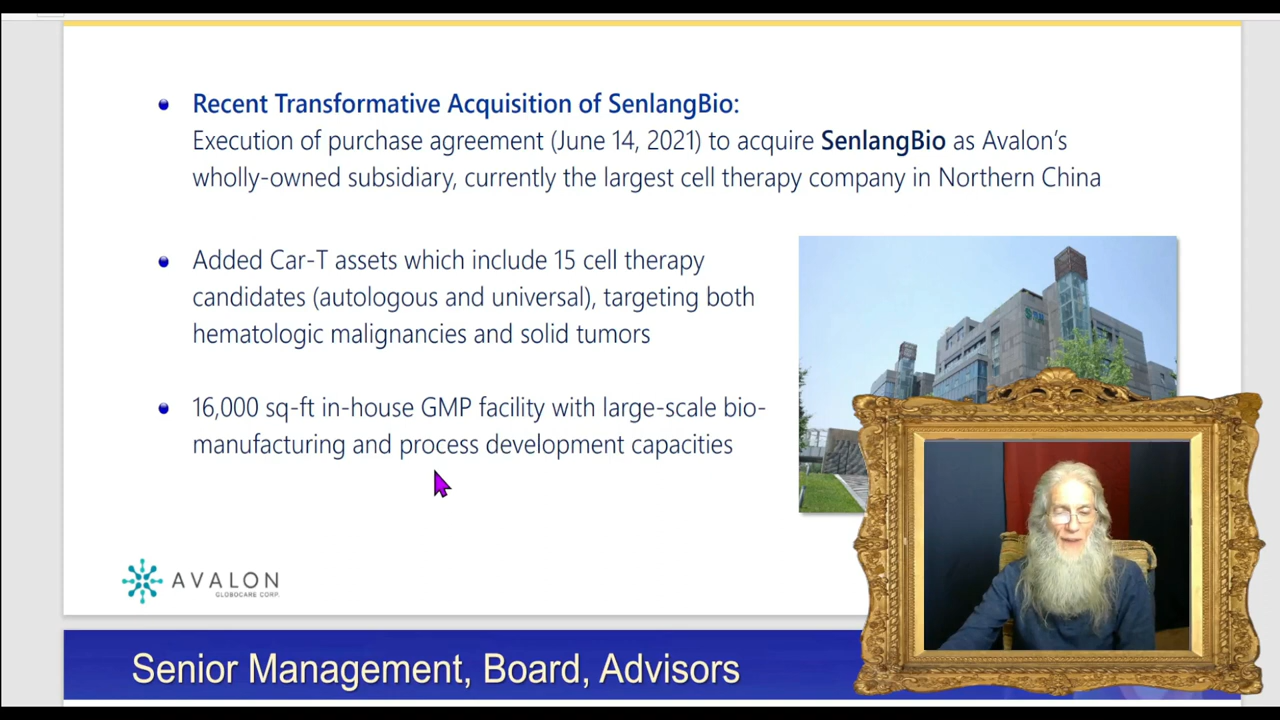 Recent Transformative Acquisition of SenlangBio:
Execution of purchase agreement (June 14, 2021) to acquire SenlangBio as Avalon's
wholly-owned subsidiary, currently the largest cell therapy company in Northern China
Added Car-T assets which include 15 cell therapy
candidates (autologous and universal), targeting both
hematologic malignancies and solid tumors
16,000 sq-ft in-house GMP facility with large-scale bio-
manufacturing and process development capacities
AVALON
GLOBOCARE CORP.
Senior Management, Board, Advisors